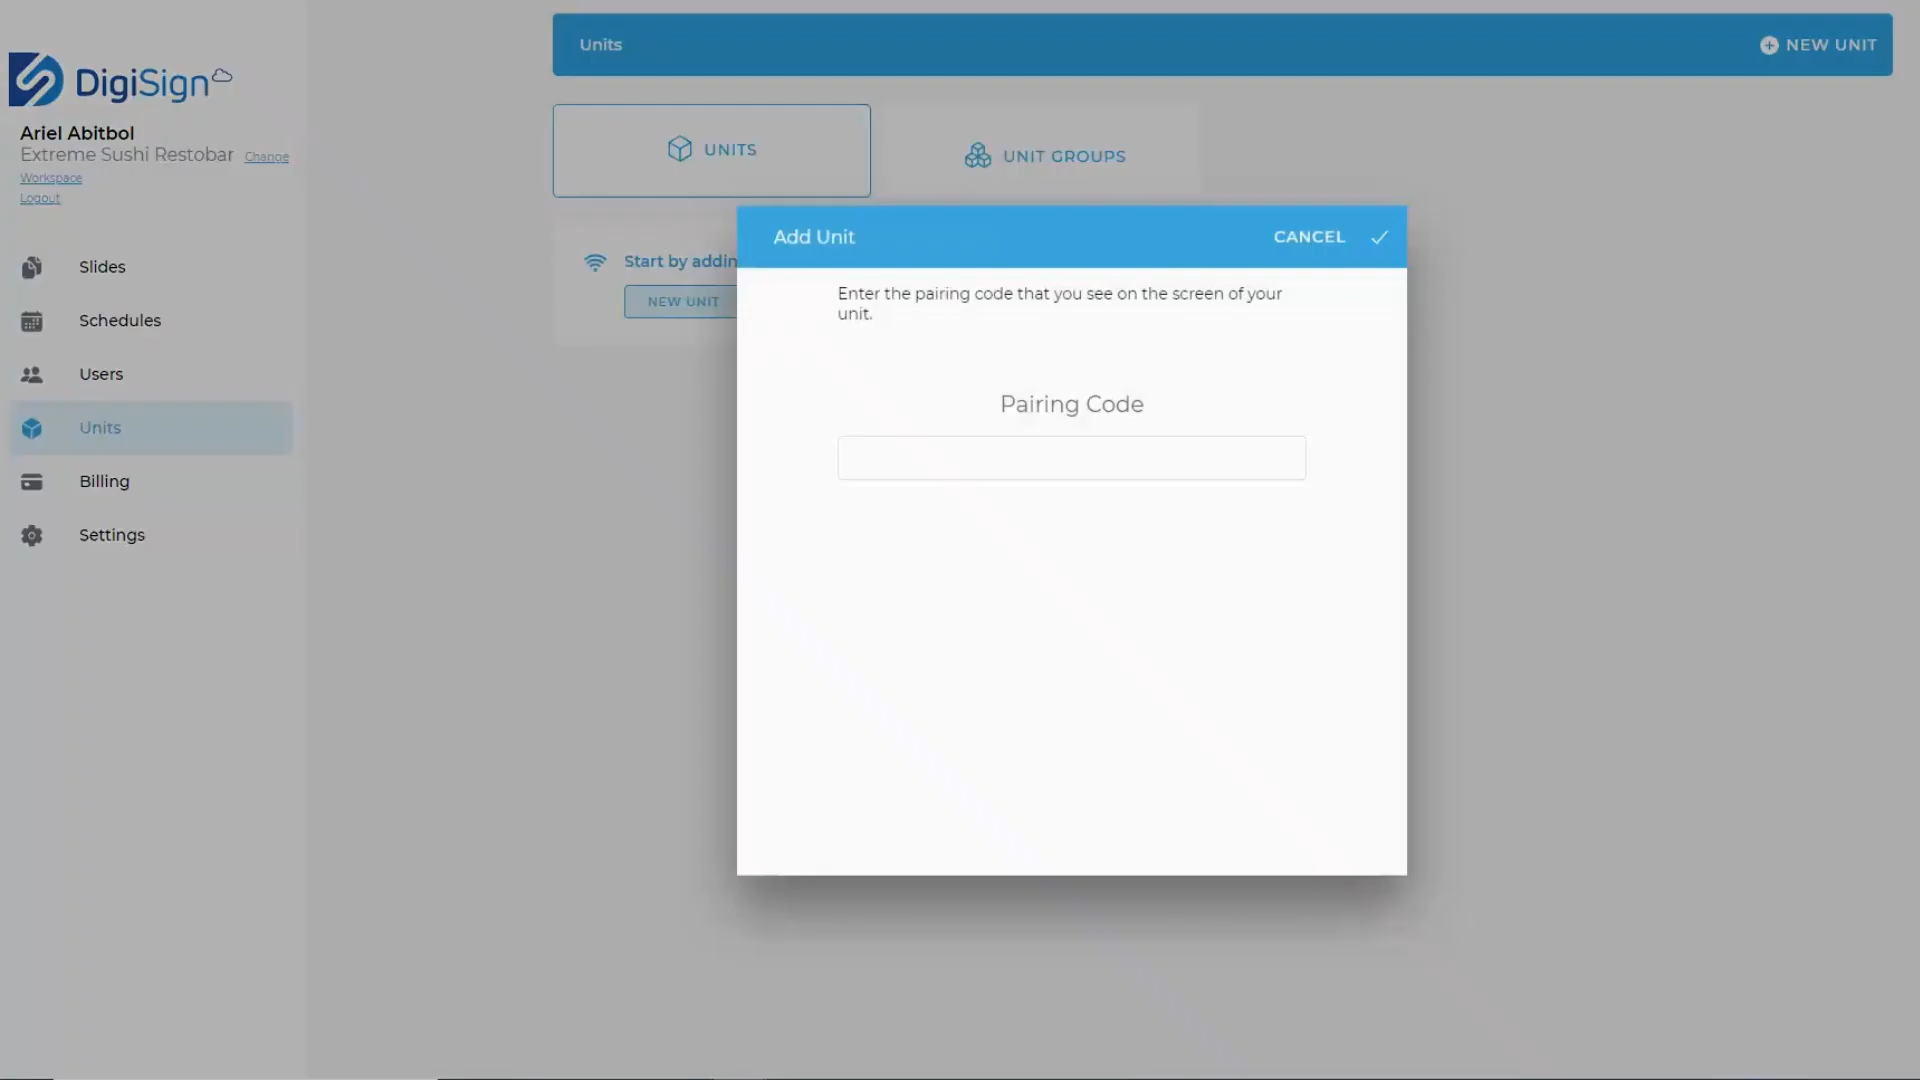 DigiSign
Ariel Abitbol
Extreme Sushi Restobar Change
Workspace
Logout
Slides
Schedules
Users
Units
Billing
Settings
Units
NEW UNIT
UNITS
UNIT GROUPS
Start by addin
NEW UNIT
Add Unit
CANCEL
Enter the pairing code that you see on the screen of your
unit.
Pairing Code